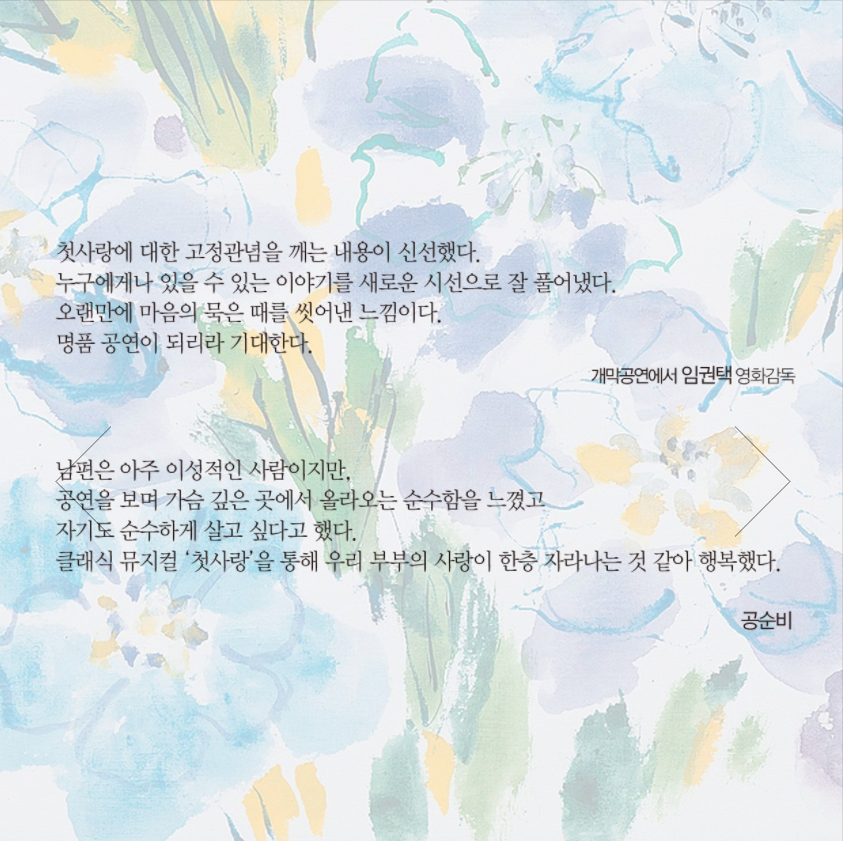 첫사랑에 대한 고정관념을 깨는 내용이 신선했다.
누구에게나 있을 수 있는 이야기를 새로운 시선으로 잘 풀어냈다.
오랜만에 마음의 묵은 때를 씻어낸 느낌이다.
명품 공연이 되리라 기대한다.
개막공연에서 임권택 영화감독
남편은 아주 이성적인 사람이지만,
공연을 보며 가슴 깊은 곳에서 올라오는 순수함을 느꼈고
자기도 순수하게 살고 싶다고 했다.
클래식 뮤지컬 ‘첫사랑’을 통해 우리 부부의 사랑이 한층 자라나는 것 같아 행복했다.
공순비